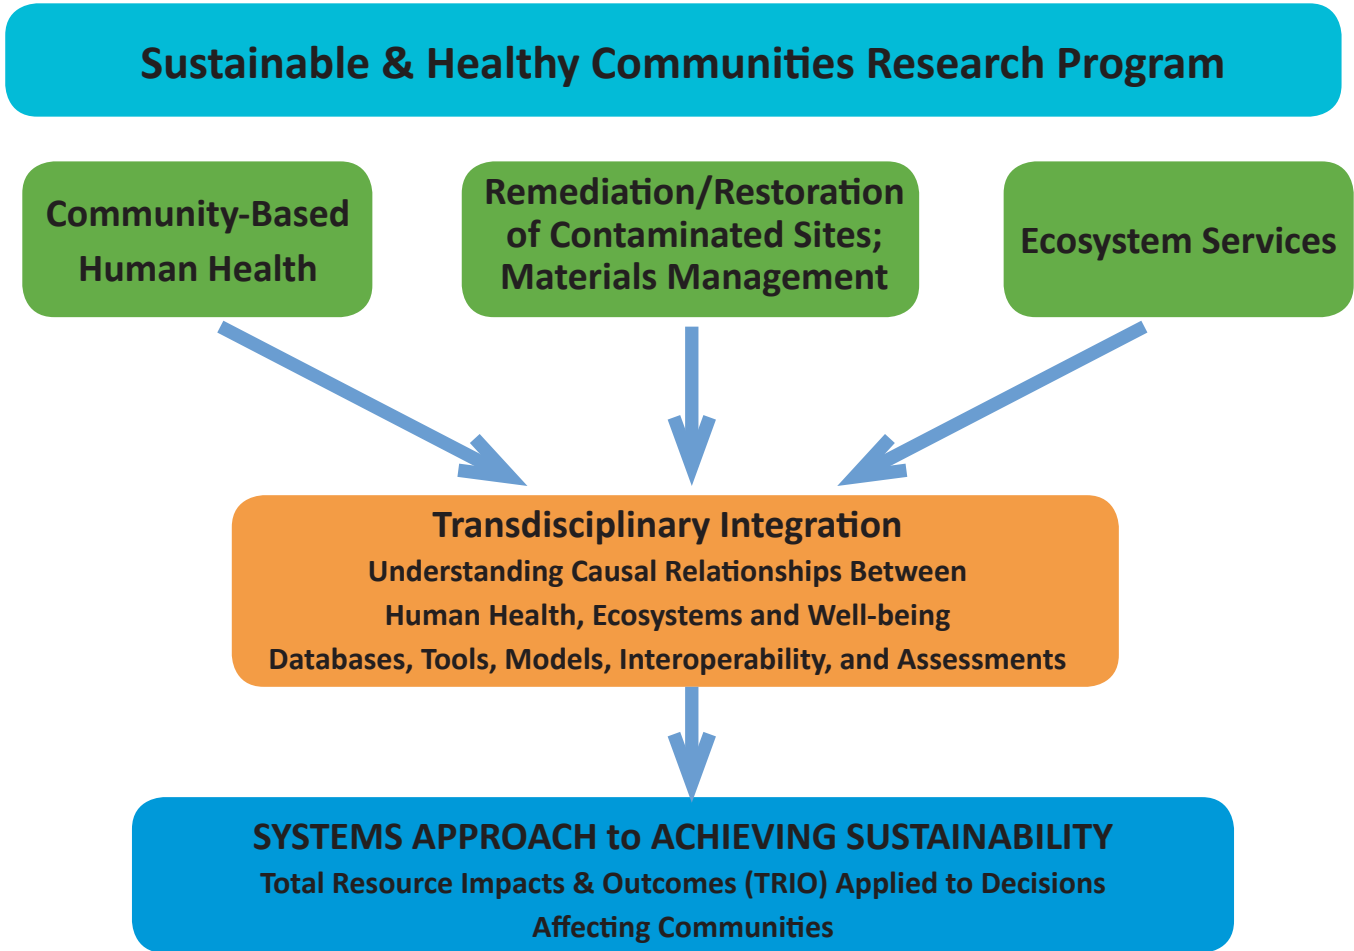 Sustainable & Healthy Communities Research Program
Community-Based
Human Health
Remediation/Restoration
of Contaminated Sites;
Materials Management
Ecosystem Services
Transdisciplinary Integration
Understanding Causal Relationships Between
Human Health, Ecosystems and Well-being
Databases, Tools, Models, Interoperability, and Assessments
SYSTEMS APPROACH to ACHIEVING SUSTAINABILITY
Total Resource Impacts & Outcomes (TRIO) Applied to Decisions
Affecting Communities